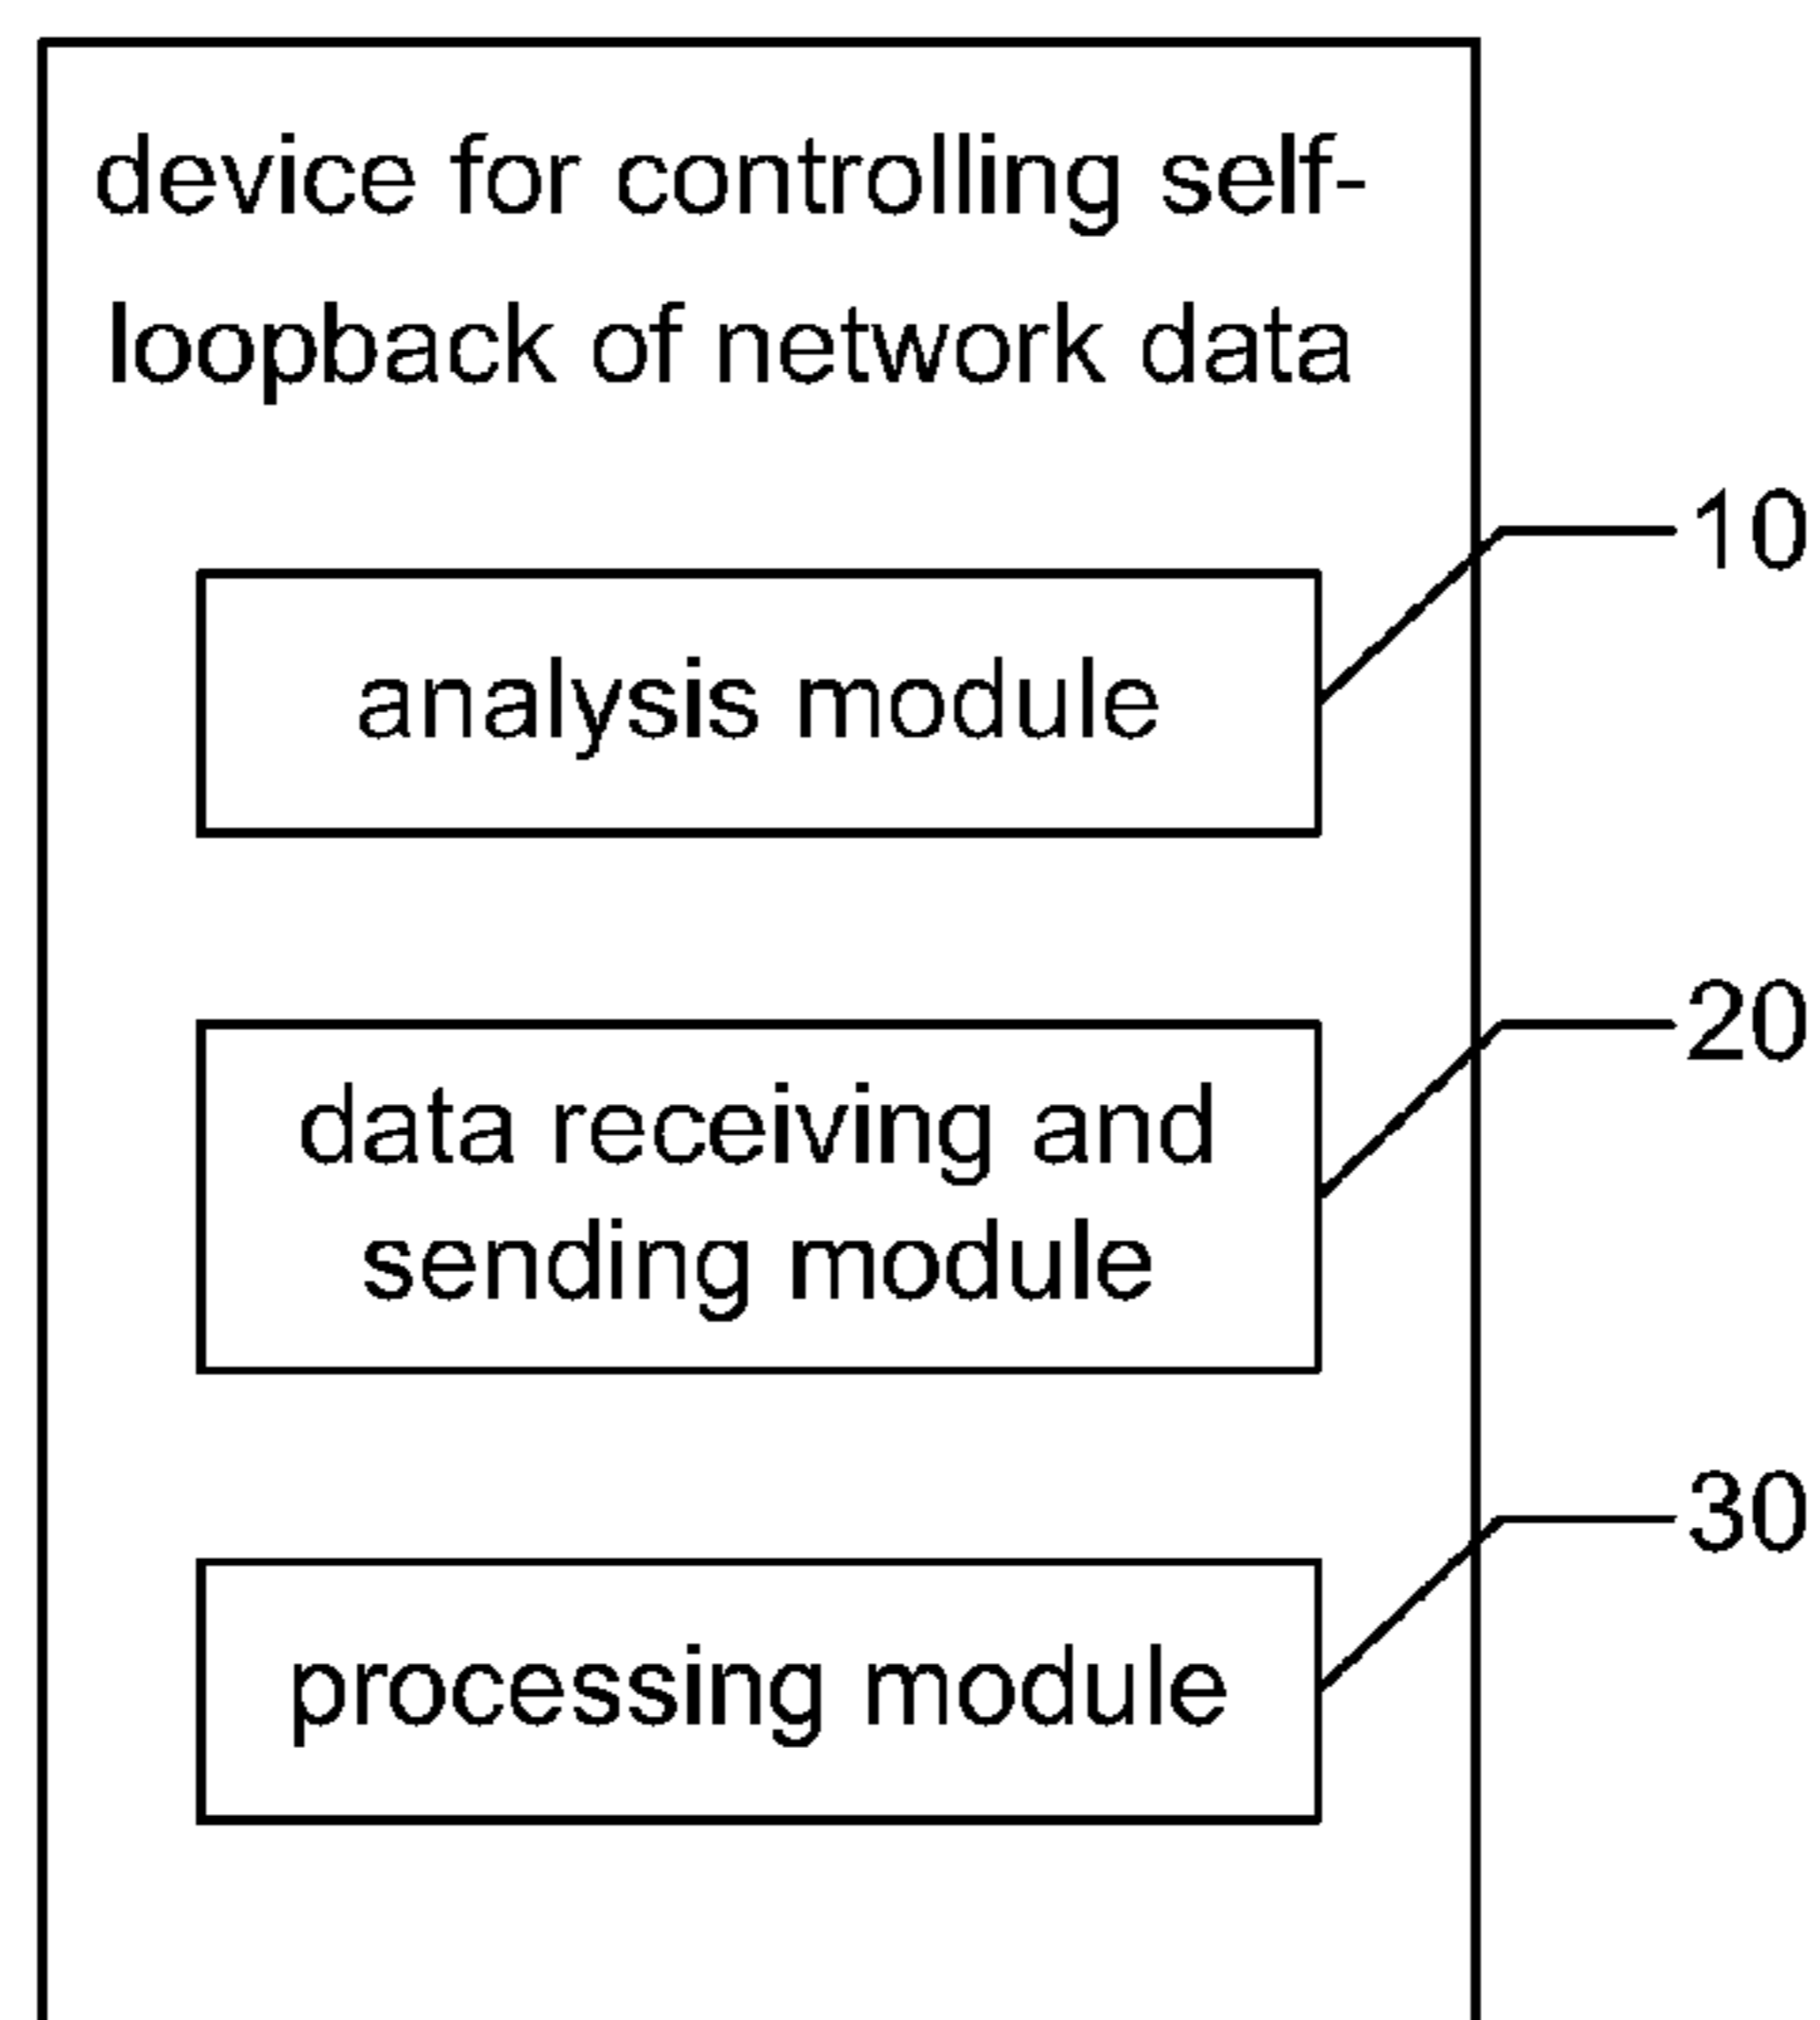 device for controlling self-
loopback of network data
10
analysis module
20
data receiving and
sending module
30
processing module